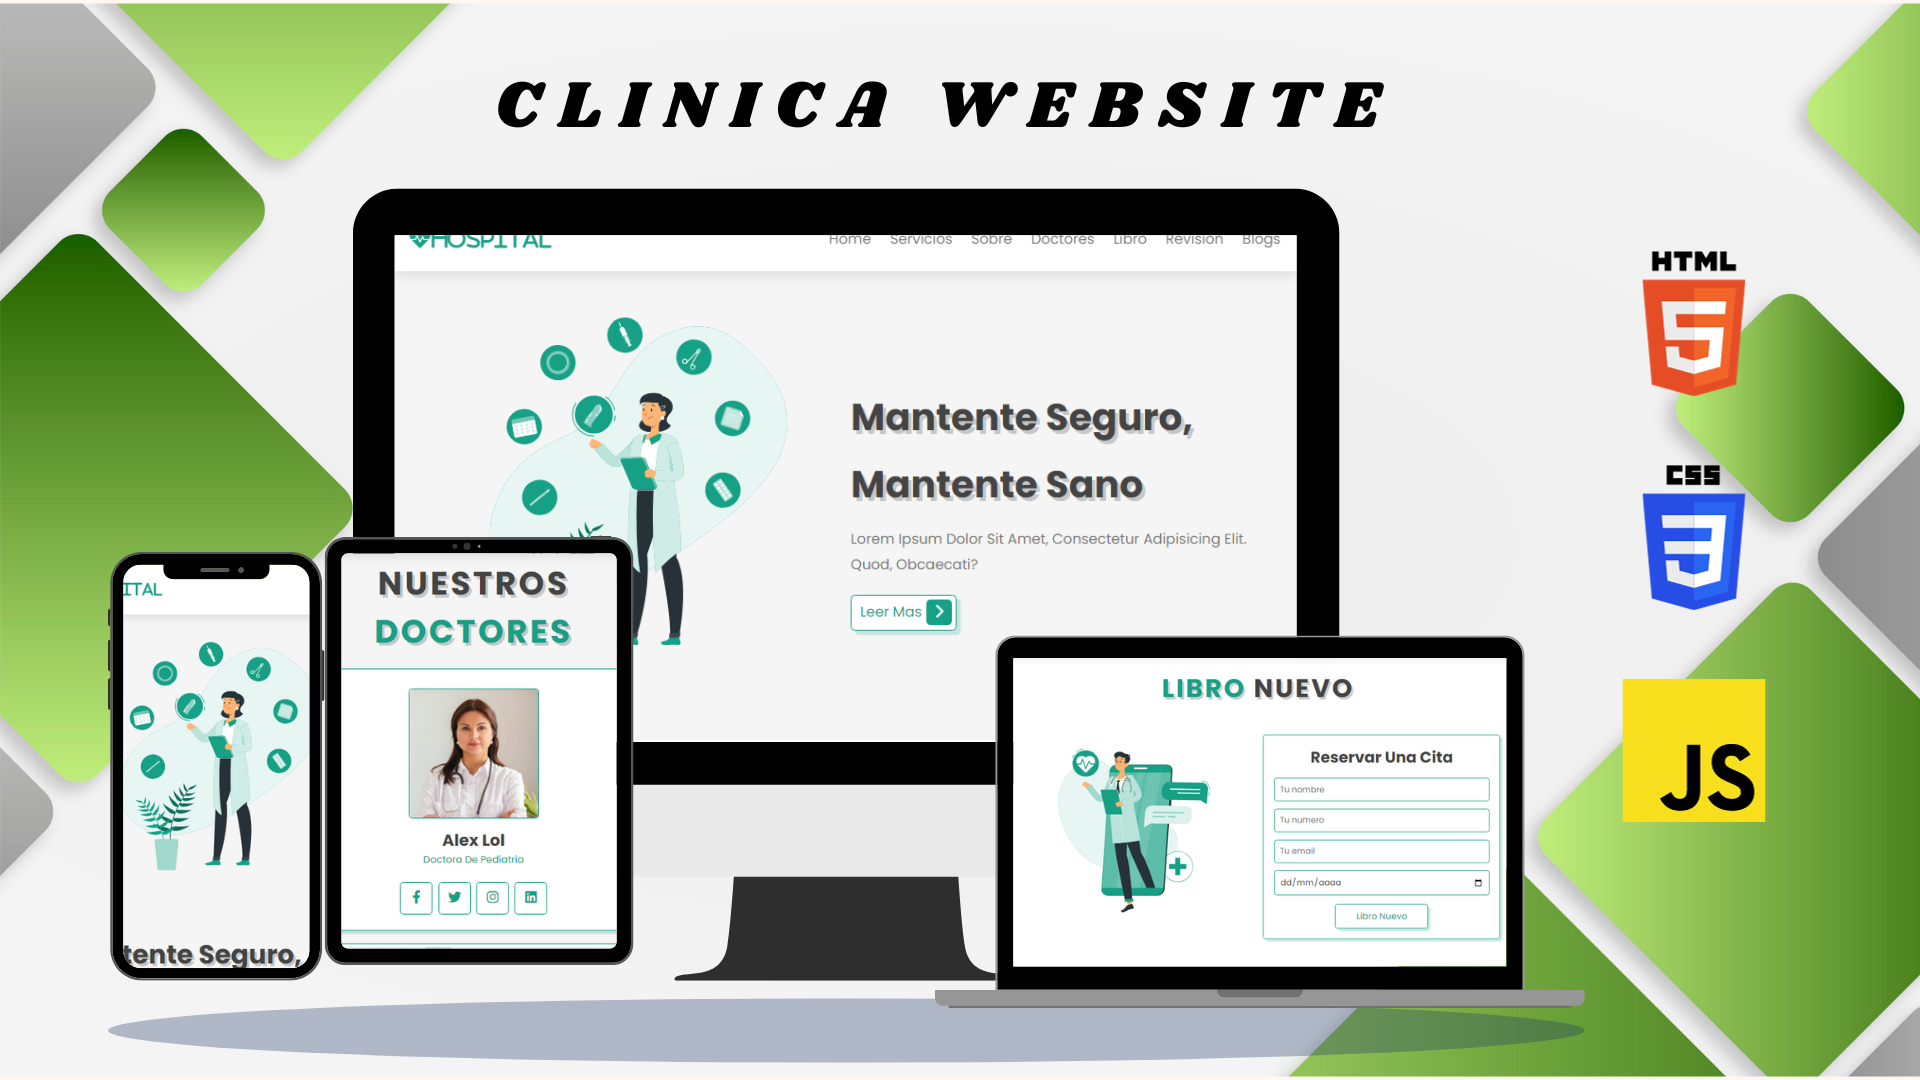 CLINICA WEBSITE
HOSPITAL
Home Servicios Sobre Doctores Libro Revision Blogs
Mantente Seguro,
Mantente Sano
Lorem Ipsum Dolor Sit Amet, Consectetur Adipisicing Elit.
Quod, Obcaecati?
Leer Mas
ITAL
tente Seguro,
NUESTROS
DOCTORES
Alex Lol
Doctora De Pediatria
LIBRO NUEVO
Reservar Una Cita
Tu nombre
Tu numero
Tu email
dd/mm/aaaa
Libro Nuevo
HTML
5
CSS
3
JS